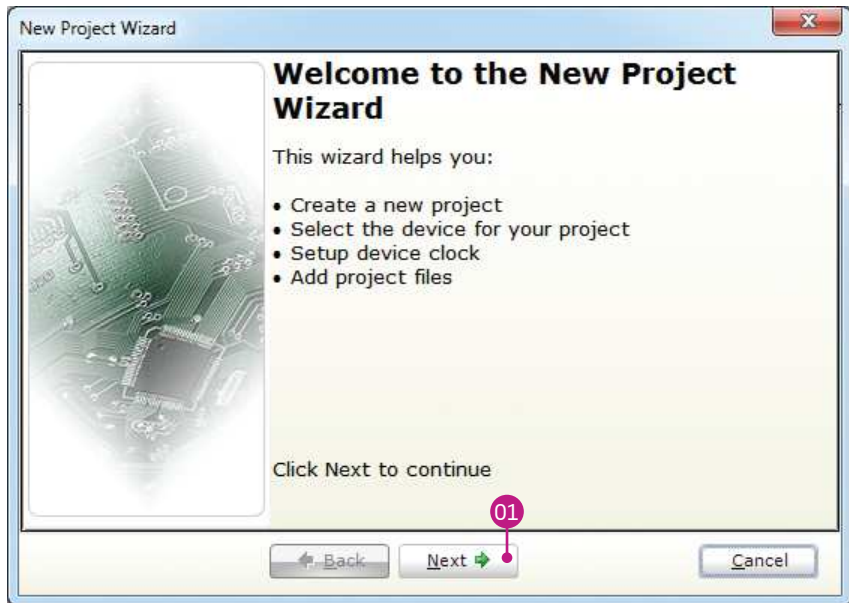 New Project Wizard
X
Welcome to the New Project
Wizard
This wizard helps you:
• Create a new project
• Select the device for your project
• Setup device clock
• Add project files
Click Next to continue
01
Back Next Cancel